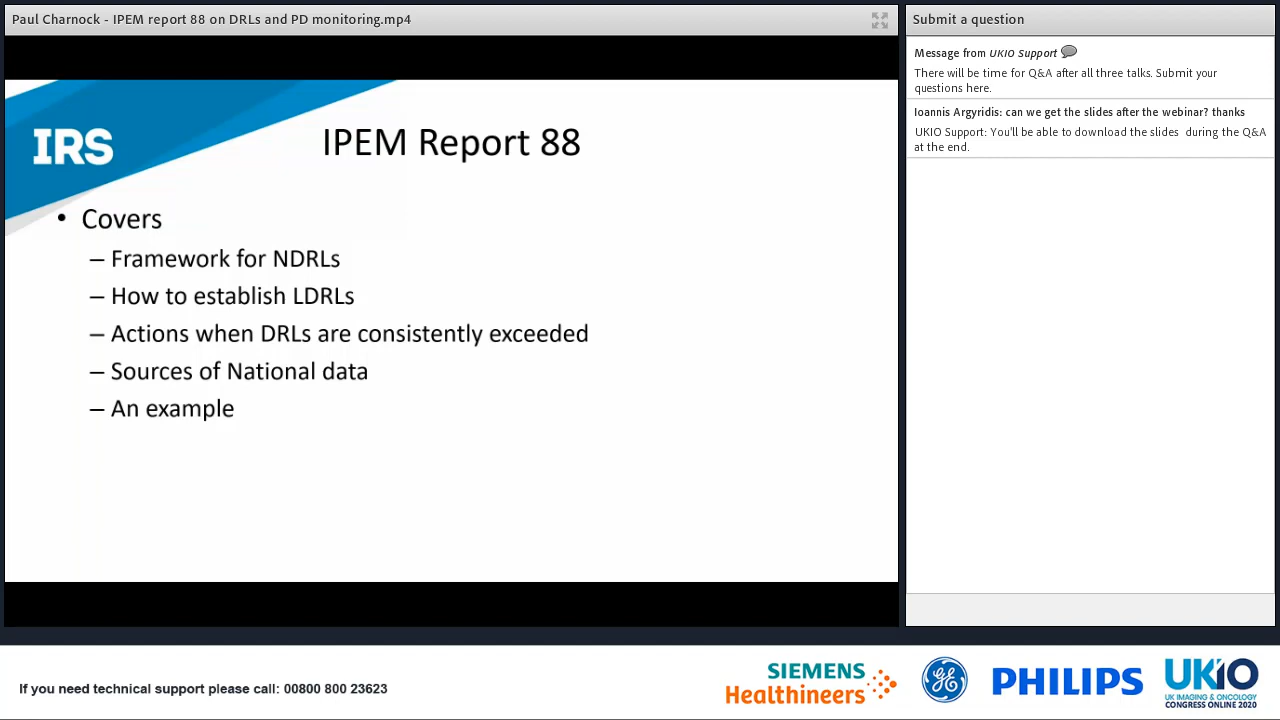 Paul Charnock - IPEM report 88 on DRLs and PD monitoring.mp4
IRS
IPEM Report 88
• Covers
– Framework for NDRLs
– How to establish LDRLs
– Actions when DRLs are consistently exceeded
– Sources of National data
– An example
Submit a question
Message from UKIO Support
There will be time for Q&A after all three talks. Submit your
questions here.
Ioannis Argyridis: can we get the slides after the webinar? thanks
UKIO Support: You'll be able to download the slides during the Q&A
at the end.
If you need technical support please call: 00800 800 23623
SIEMENS
Healthineers
GE
PHILIPS
UKIO
UK IMAGING & ONCOLOGY
CONGRESS ONLINE 2020